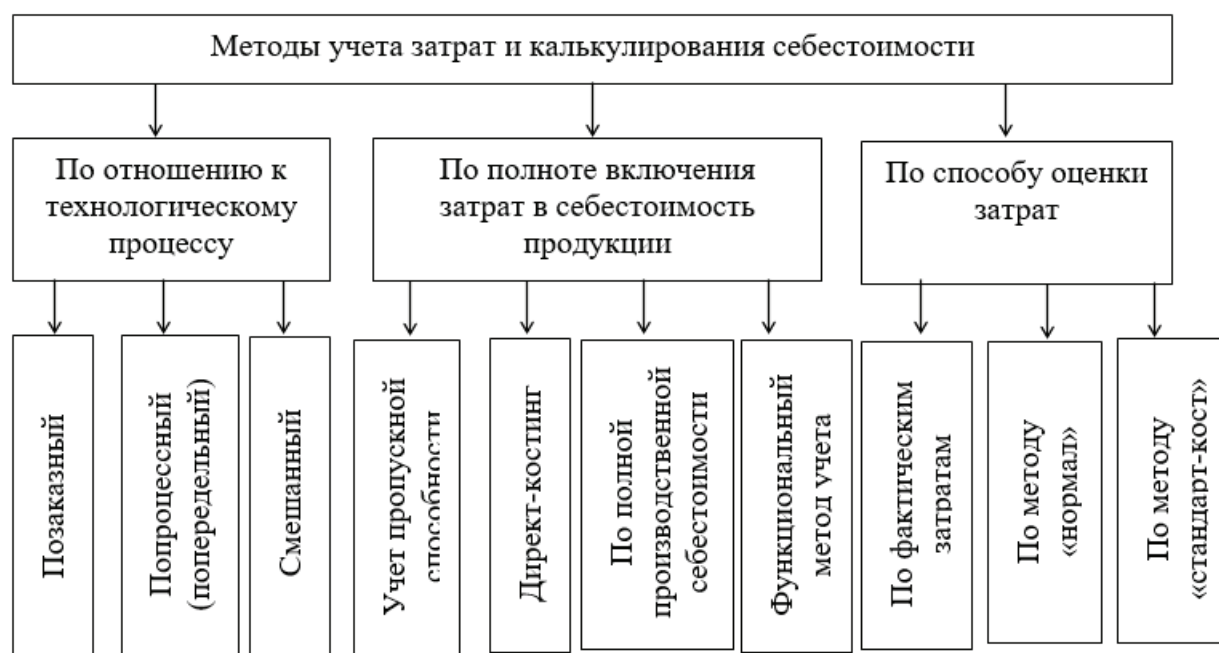 Методы учета затрат и калькулирования себестоимости
По отношению к
технологическому
процессу
По полноте включения
затрат в себестоимость
продукции
По способу оценки
затрат
Позаказный
Попроцессный
(попередельный)
Смешанный
Учет пропускной
способности
Директ-костинг
По полной
производственной
себестоимости
Функциональный
метод учета
По фактическим
затратам
По методу
«нормал»
По методу
«стандарт-кост»